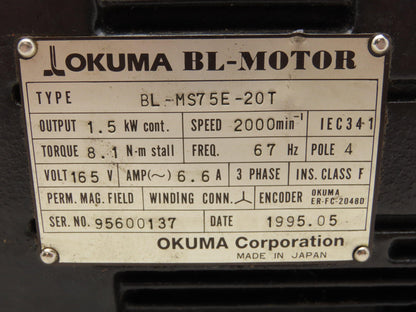 OKUMA BL-MOTOR
TYPE BL-MS75E-20T
OUTPUT 1.5 kW cont. SPEED 2000min⁻¹ IEC34-1
TORQUE 8.1 N-m stall FREQ. 67 Hz POLE 4
VOLT 165 V AMP(~) 6.6 A 3 PHASE INS. CLASS F
PERM. MAG. FIELD WINDING CONN. ENCODER OKUMA ER-FC-2048D
SER. NO. 95600137 DATE 1995.05
OKUMA Corporation
MADE IN JAPAN